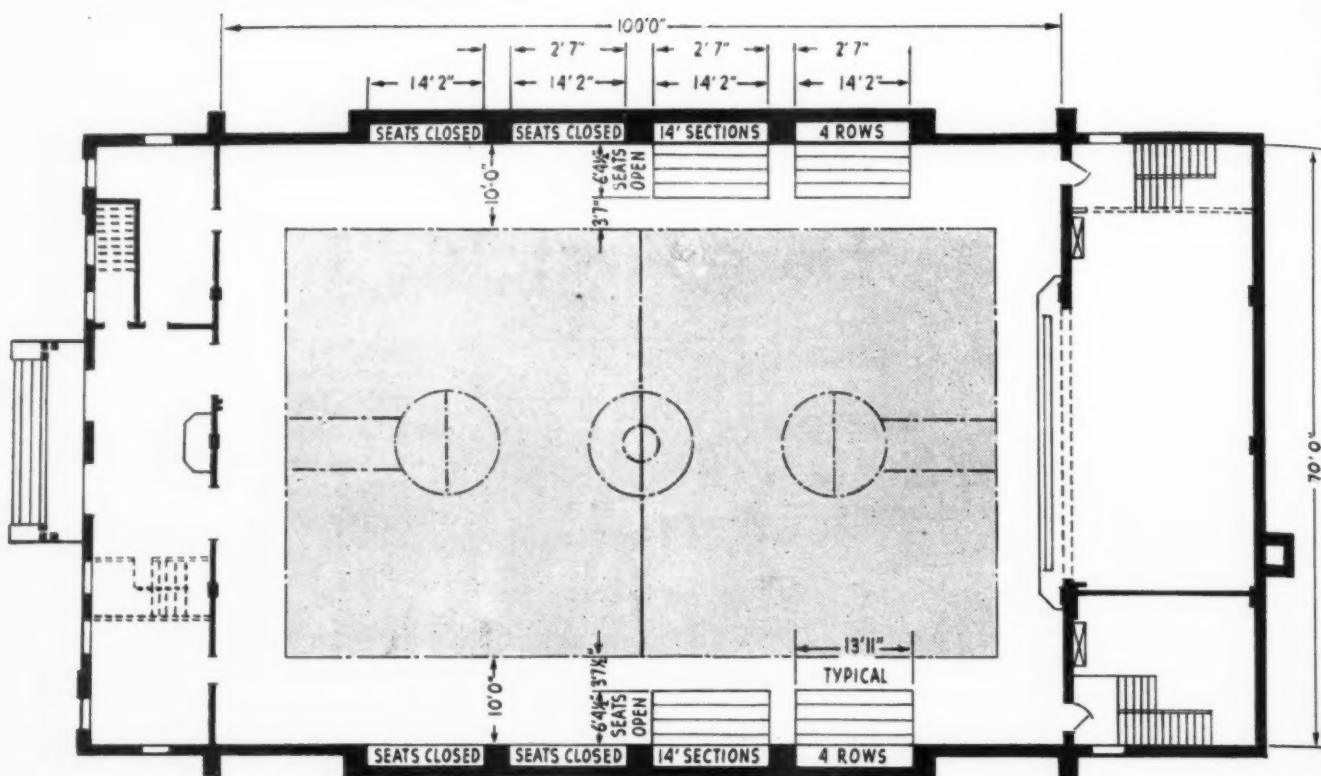 100'0"
2'7" 2'7" 2'7"
14'2" 14'2" 14'2" 14'2"
SEATS CLOSED SEATS CLOSED 14' SECTIONS 4 ROWS
10'-0"
6'4½"
SEATS OPEN
3'7"
70'0"
13'11"
TYPICAL
10'0"
3'7½"
6'4½"
SEATS OPEN
SEATS CLOSED SEATS CLOSED 14' SECTIONS 4 ROWS